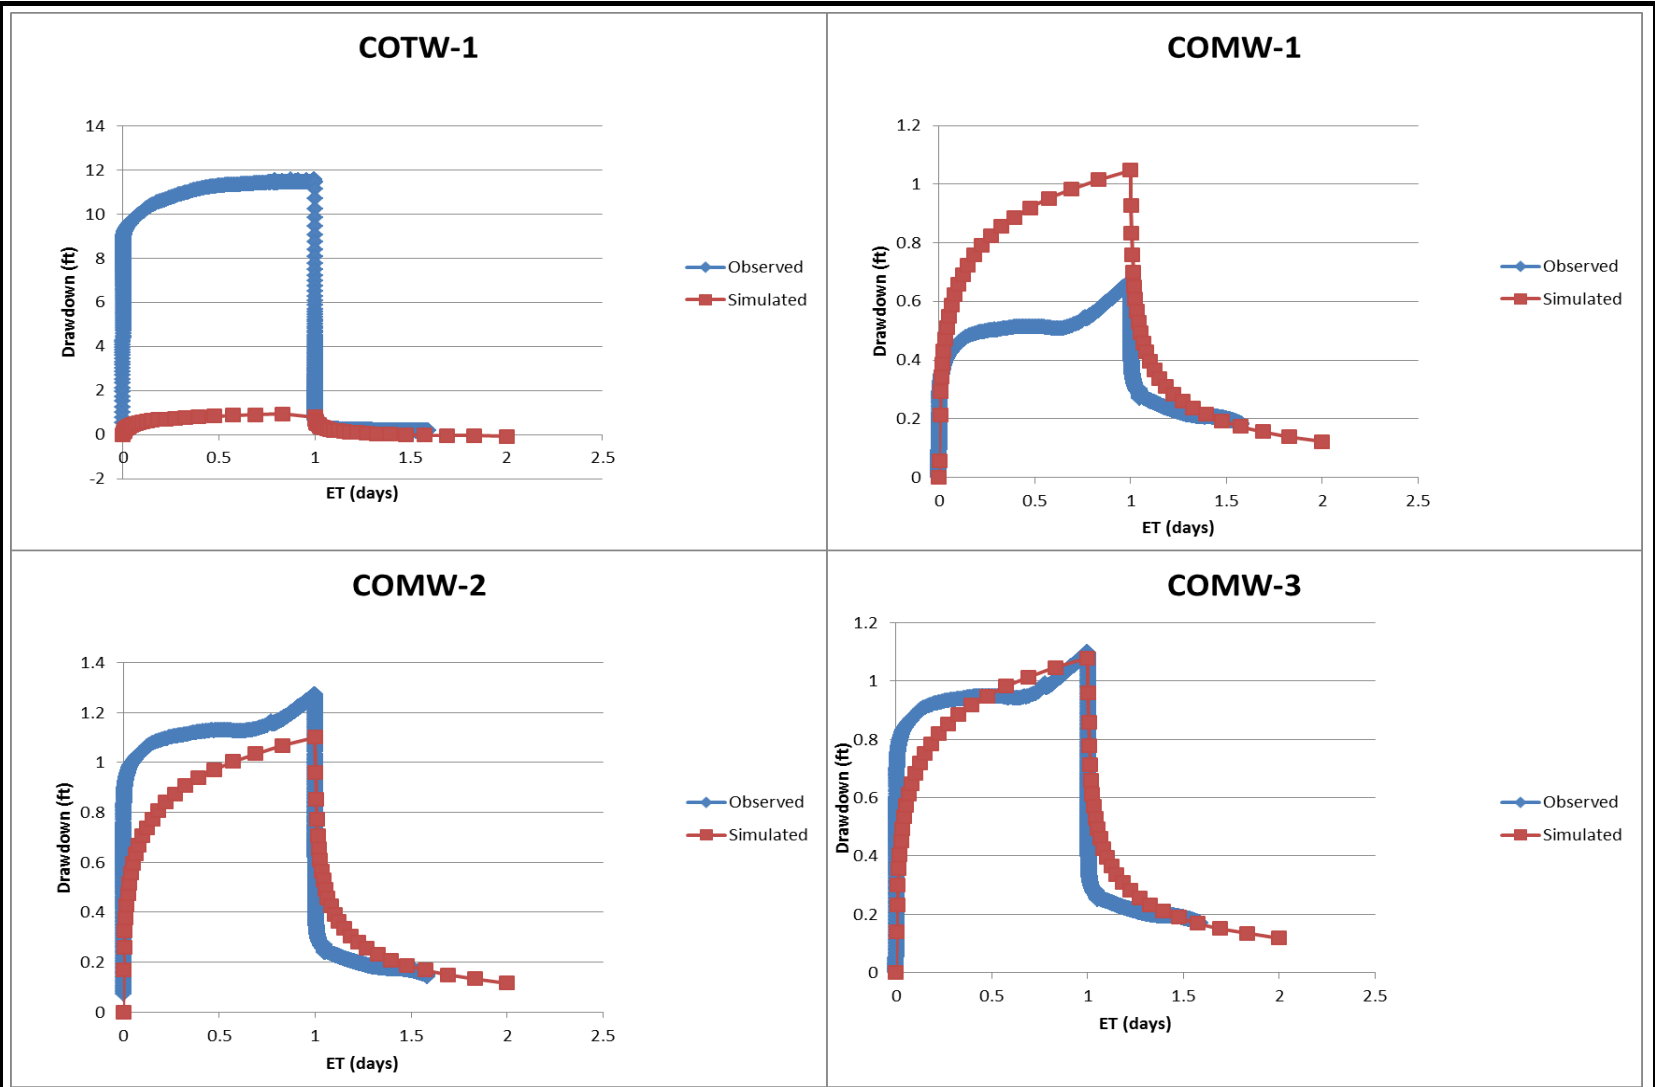 COTW-1
14
12
10
8
6
4
2
0
-2
0 0.5 1 1.5 2 2.5
Drawdown (ft)
ET (days)
Observed
Simulated
COMW-1
1.2
1
0.8
0.6
0.4
0.2
0
0 0.5 1 1.5 2 2.5
Drawdown (ft)
ET (days)
Observed
Simulated
COMW-2
1.4
1.2
1
0.8
0.6
0.4
0.2
0
0 0.5 1 1.5 2 2.5
Drawdown (ft)
ET (days)
Observed
Simulated
COMW-3
1.2
1
0.8
0.6
0.4
0.2
0
0 0.5 1 1.5 2 2.5
Drawdown (ft)
ET (days)
Observed
Simulated